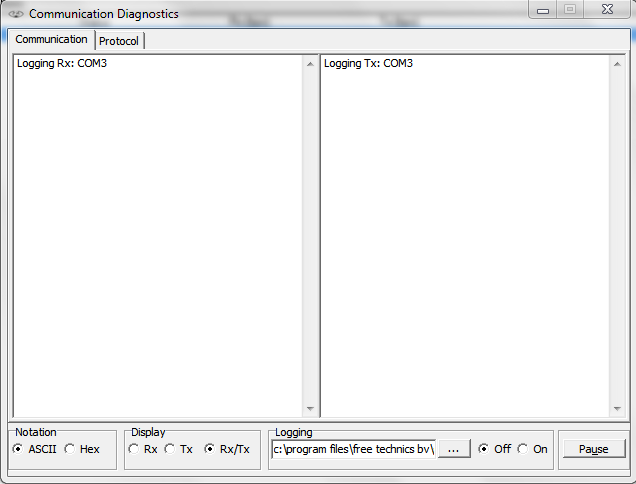 Communication Diagnostics
Communication Protocol
Logging Rx: COM3 Logging Tx: COM3
Notation Display Logging
ASCII Hex Rx Tx Rx/Tx c:\program files\free technics bv\ ... Off On Pause